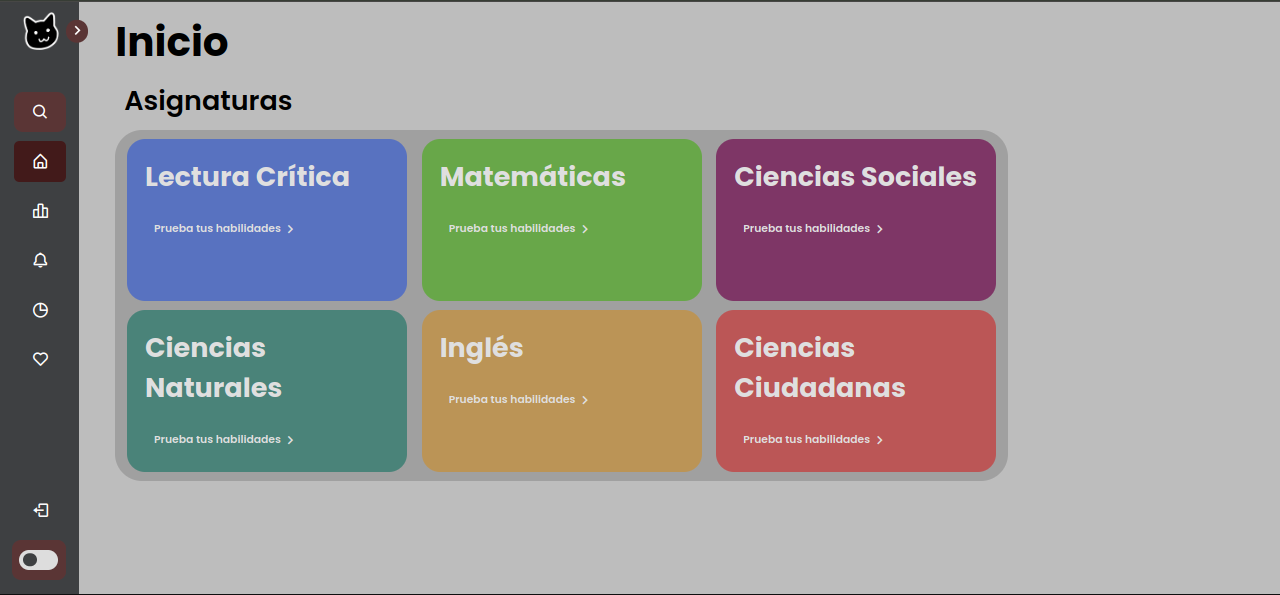 Inicio
Asignaturas
Lectura Crítica
Prueba tus habilidades
Matemáticas
Prueba tus habilidades
Ciencias Sociales
Prueba tus habilidades
Ciencias
Naturales
Prueba tus habilidades
Inglés
Prueba tus habilidades
Ciencias
Ciudadanas
Prueba tus habilidades